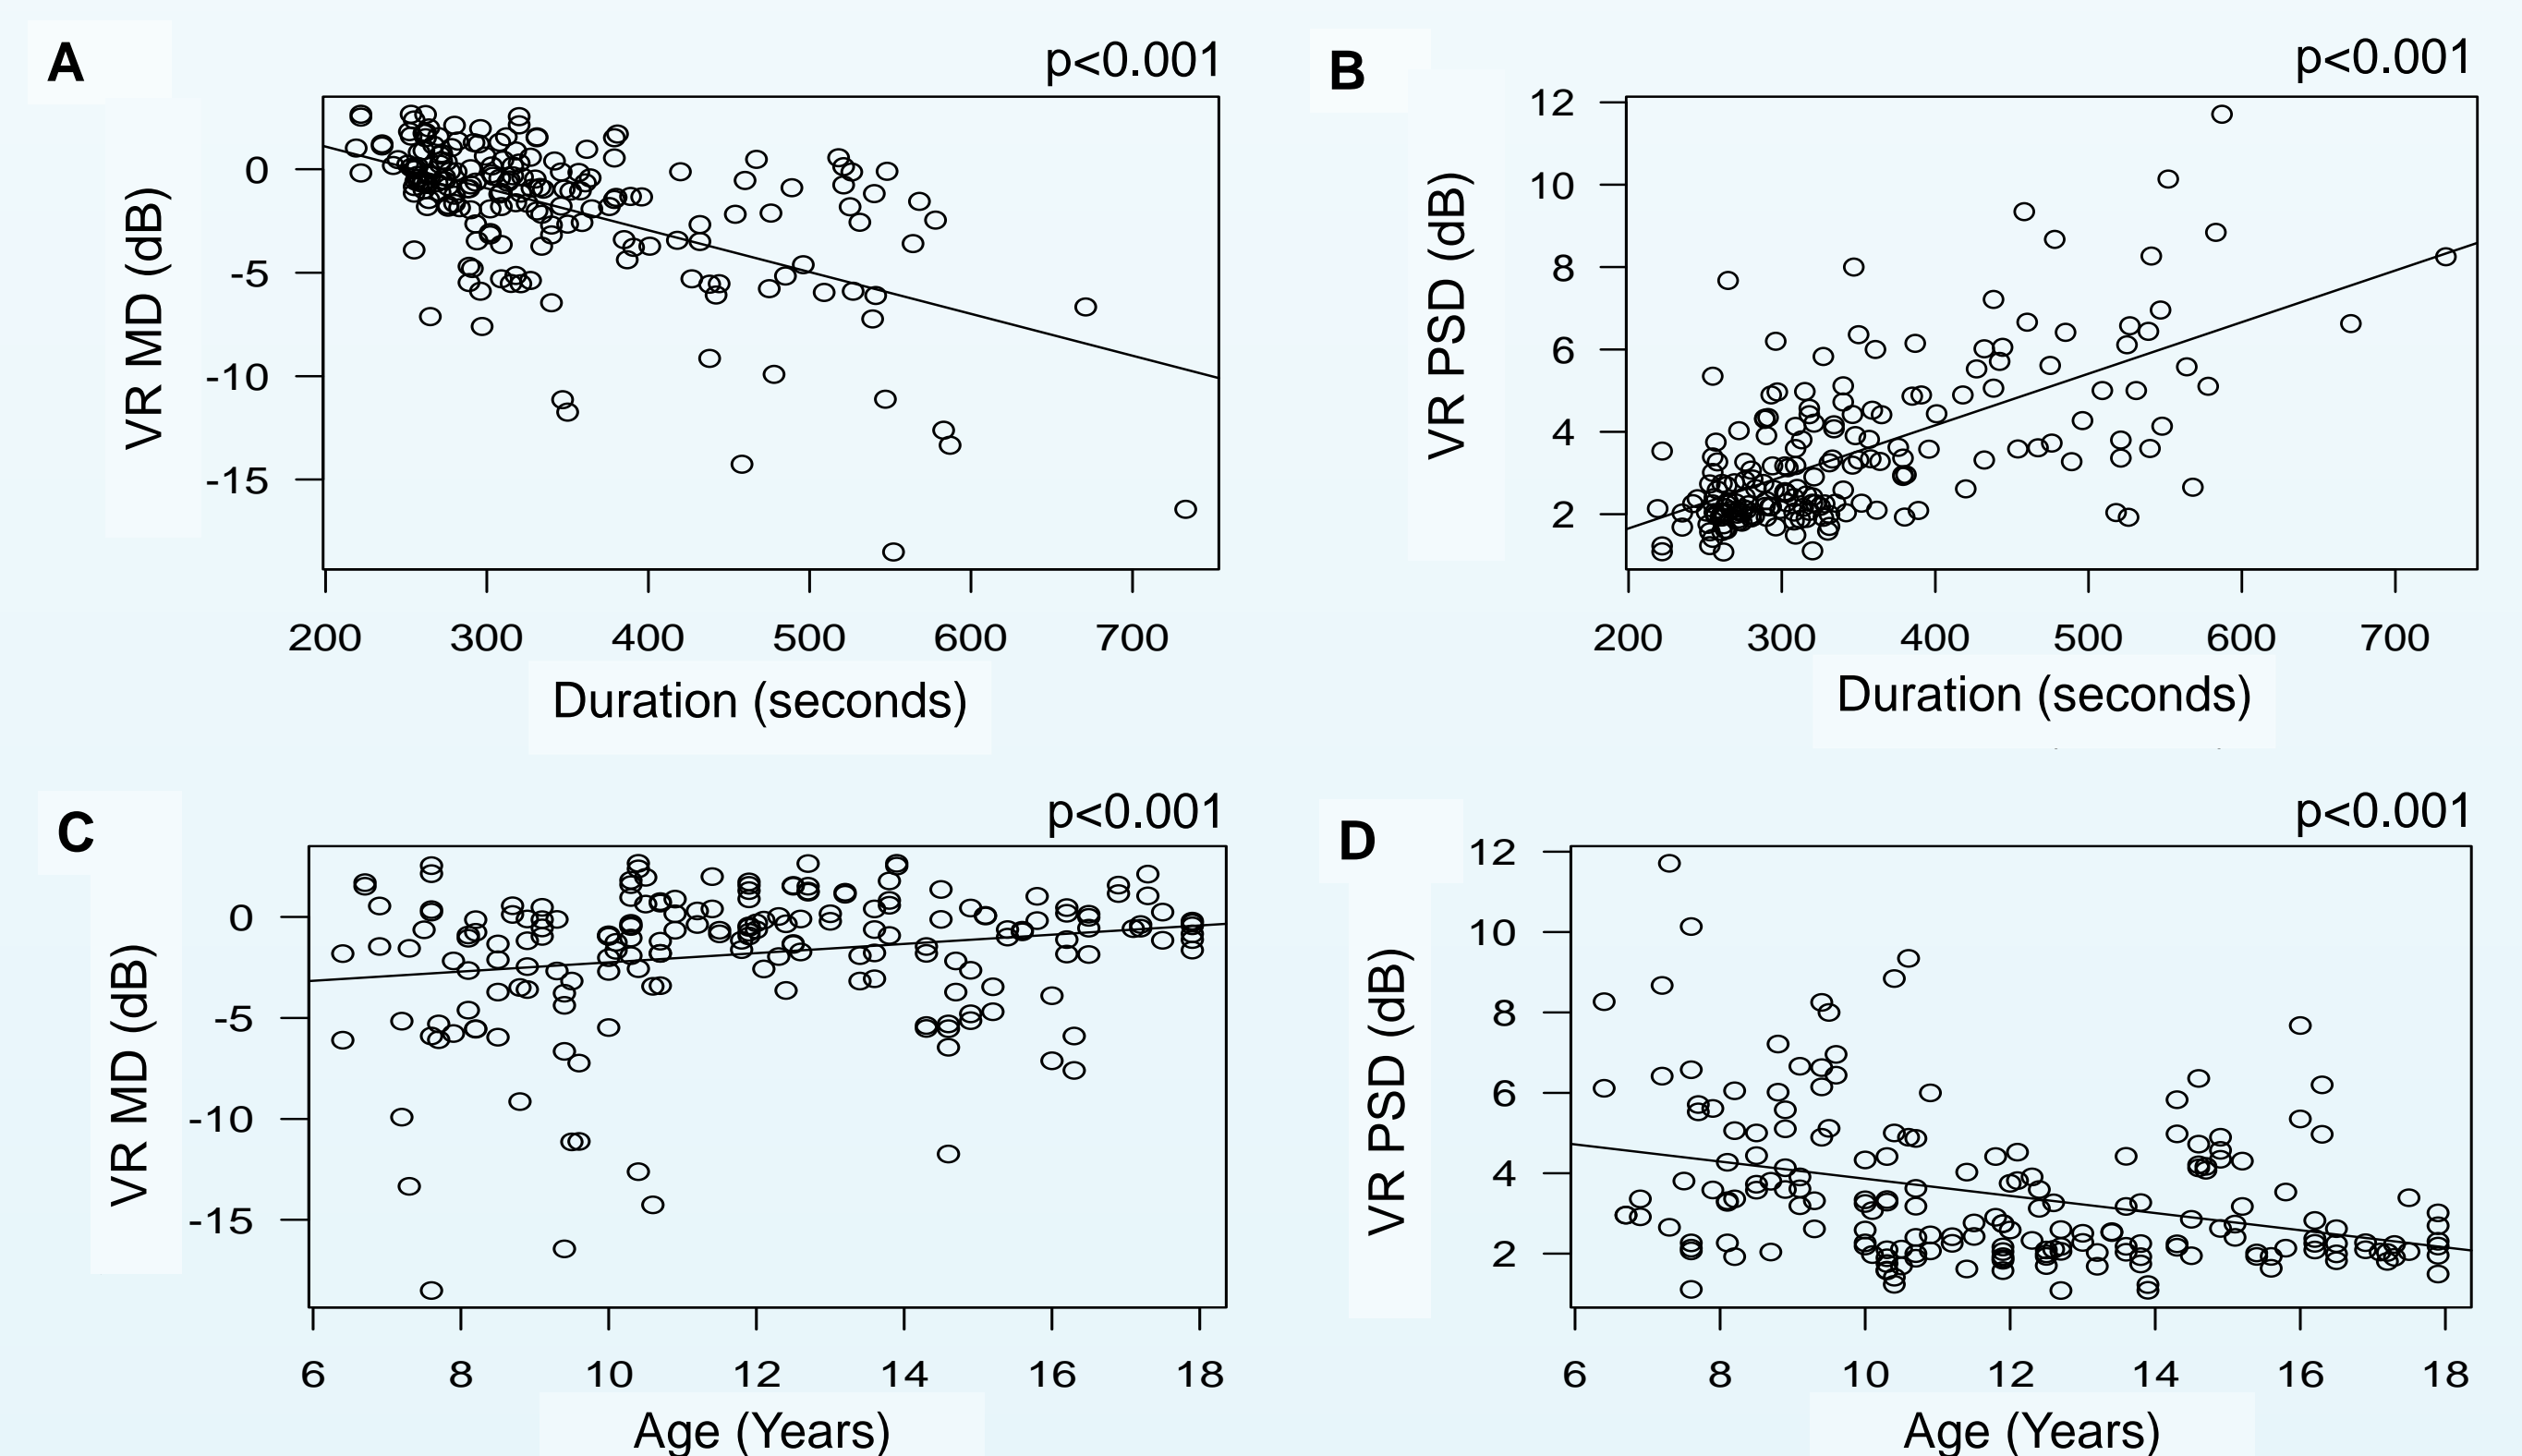 A
p<0.001
VR MD (dB)
0
-5
-10
-15
200 300 400 500 600 700
Duration (seconds)
B
p<0.001
VR PSD (dB)
12
10
8
6
4
2
200 300 400 500 600 700
Duration (seconds)
C
p<0.001
VR MD (dB)
0
-5
-10
-15
6 8 10 12 14 16 18
Age (Years)
D
p<0.001
VR PSD (dB)
12
10
8
6
4
2
6 8 10 12 14 16 18
Age (Years)